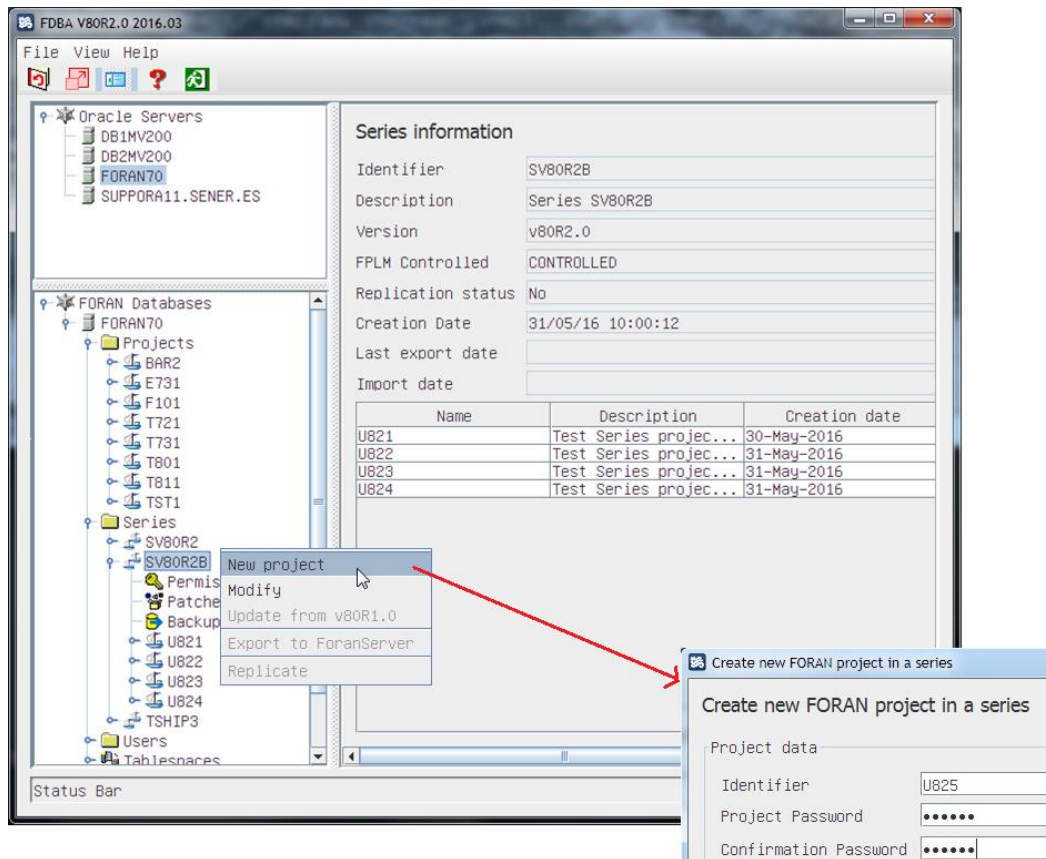 FDBA V80R2.0 2016.03
File View Help
Oracle Servers
DB1MV200
DB2MV200
FORAN70
SUPPORA11.SENER.ES
FORAN Databases
FORAN70
Projects
BAR2
E731
F101
T721
T731
T801
T811
TST1
Series
SV80R2
SV80R2B
Permis
Patche
Backup
U821
U822
U823
U824
TSHIP3
Users
Tablespaces
New project
Modify
Update from v80R1.0
Export to ForanServer
Replicate
Series information
Identifier SV80R2B
Description Series SV80R2B
Version v80R2.0
FPLM Controlled CONTROLLED
Replication status No
Creation Date 31/05/16 10:00:12
Last export date
Import date
Name Description Creation date
U821 Test Series projec... 30-May-2016
U822 Test Series projec... 31-May-2016
U823 Test Series projec... 31-May-2016
U824 Test Series projec... 31-May-2016
Status Bar
Create new FORAN project in a series
Create new FORAN project in a series
Project data
Identifier U825
Project Password ••••••
Confirmation Password ••••••